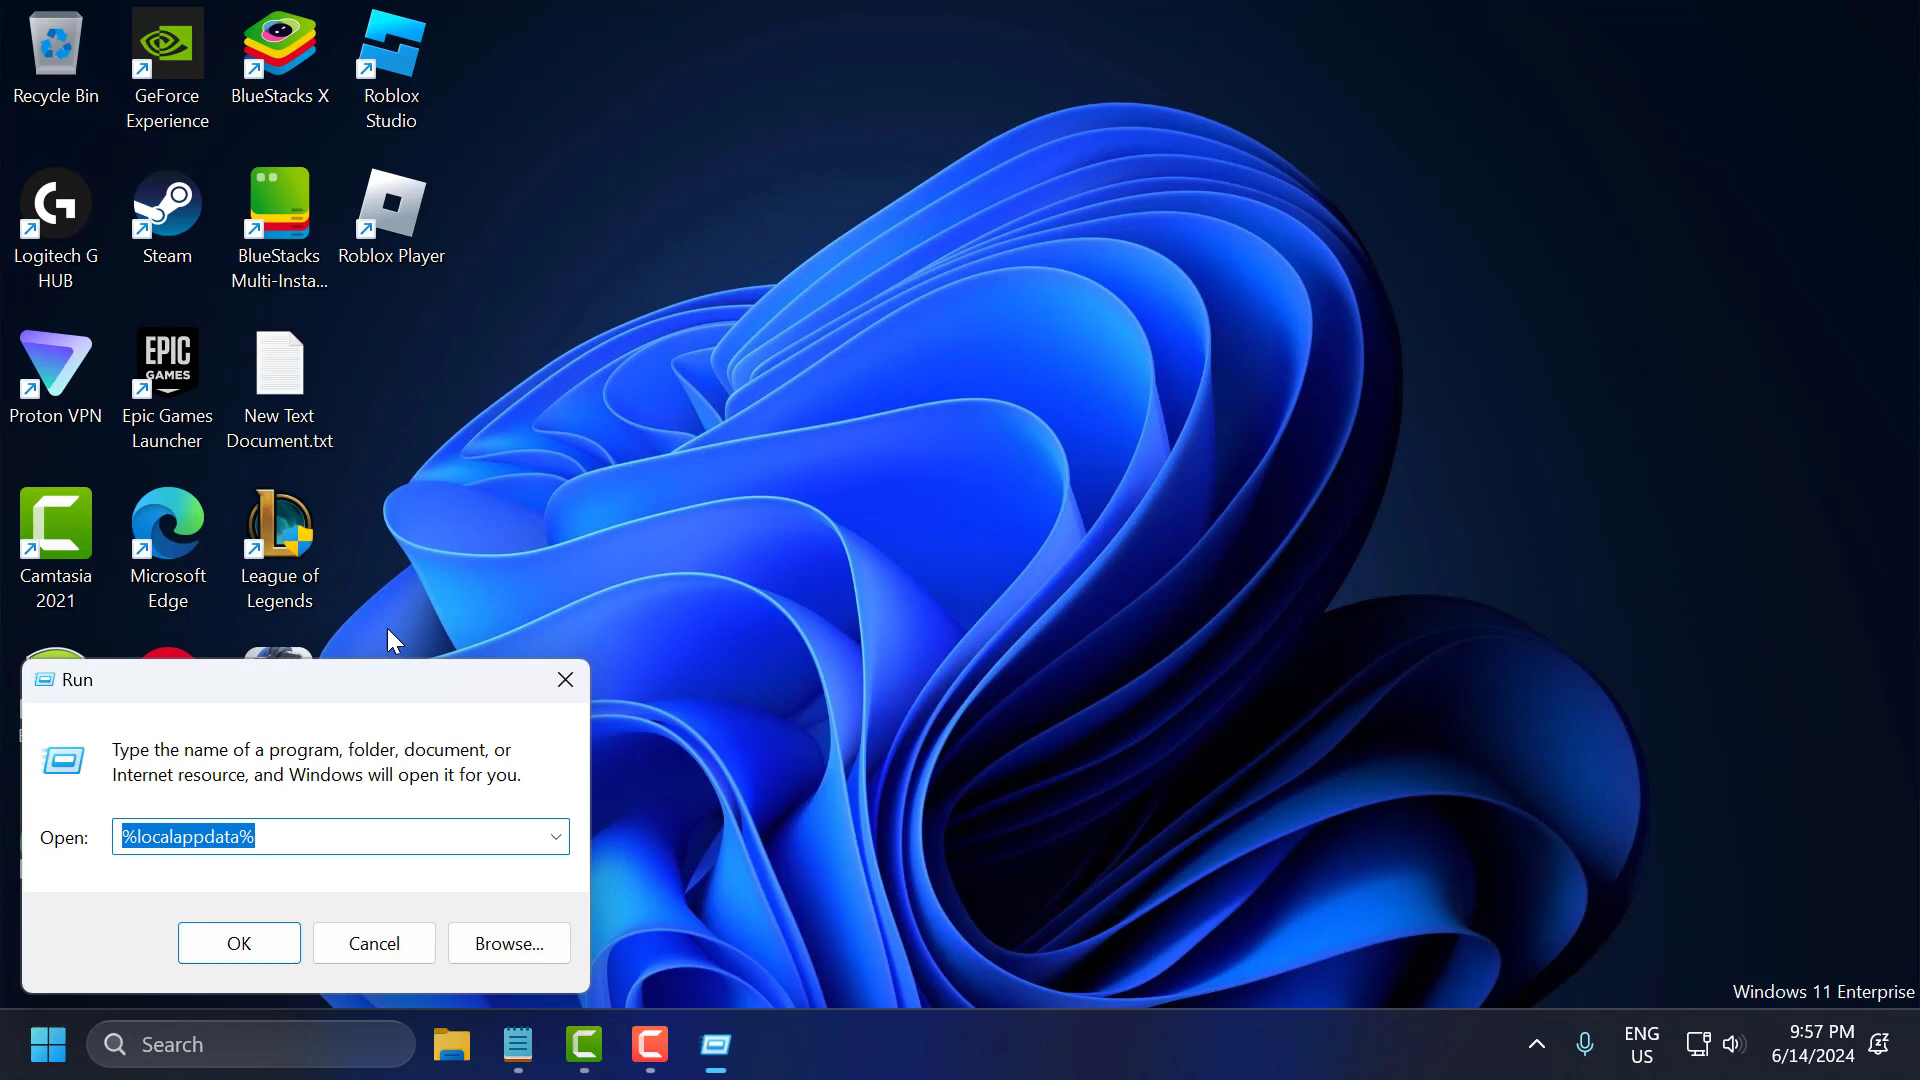 Recycle Bin
GeForce
Experience
BlueStacks X
Roblox
Studio
Logitech G
HUB
Steam
BlueStacks
Multi-Insta...
Roblox Player
Proton VPN
EPIC
GAMES
Epic Games
Launcher
New Text
Document.txt
Camtasia
2021
Microsoft
Edge
League of
Legends
Run
Type the name of a program, folder, document, or
Internet resource, and Windows will open it for you.
Open:
%localappdata%
OK
Cancel
Browse...
Windows 11 Enterprise
Search
ENG
US
9:57 PM
6/14/2024